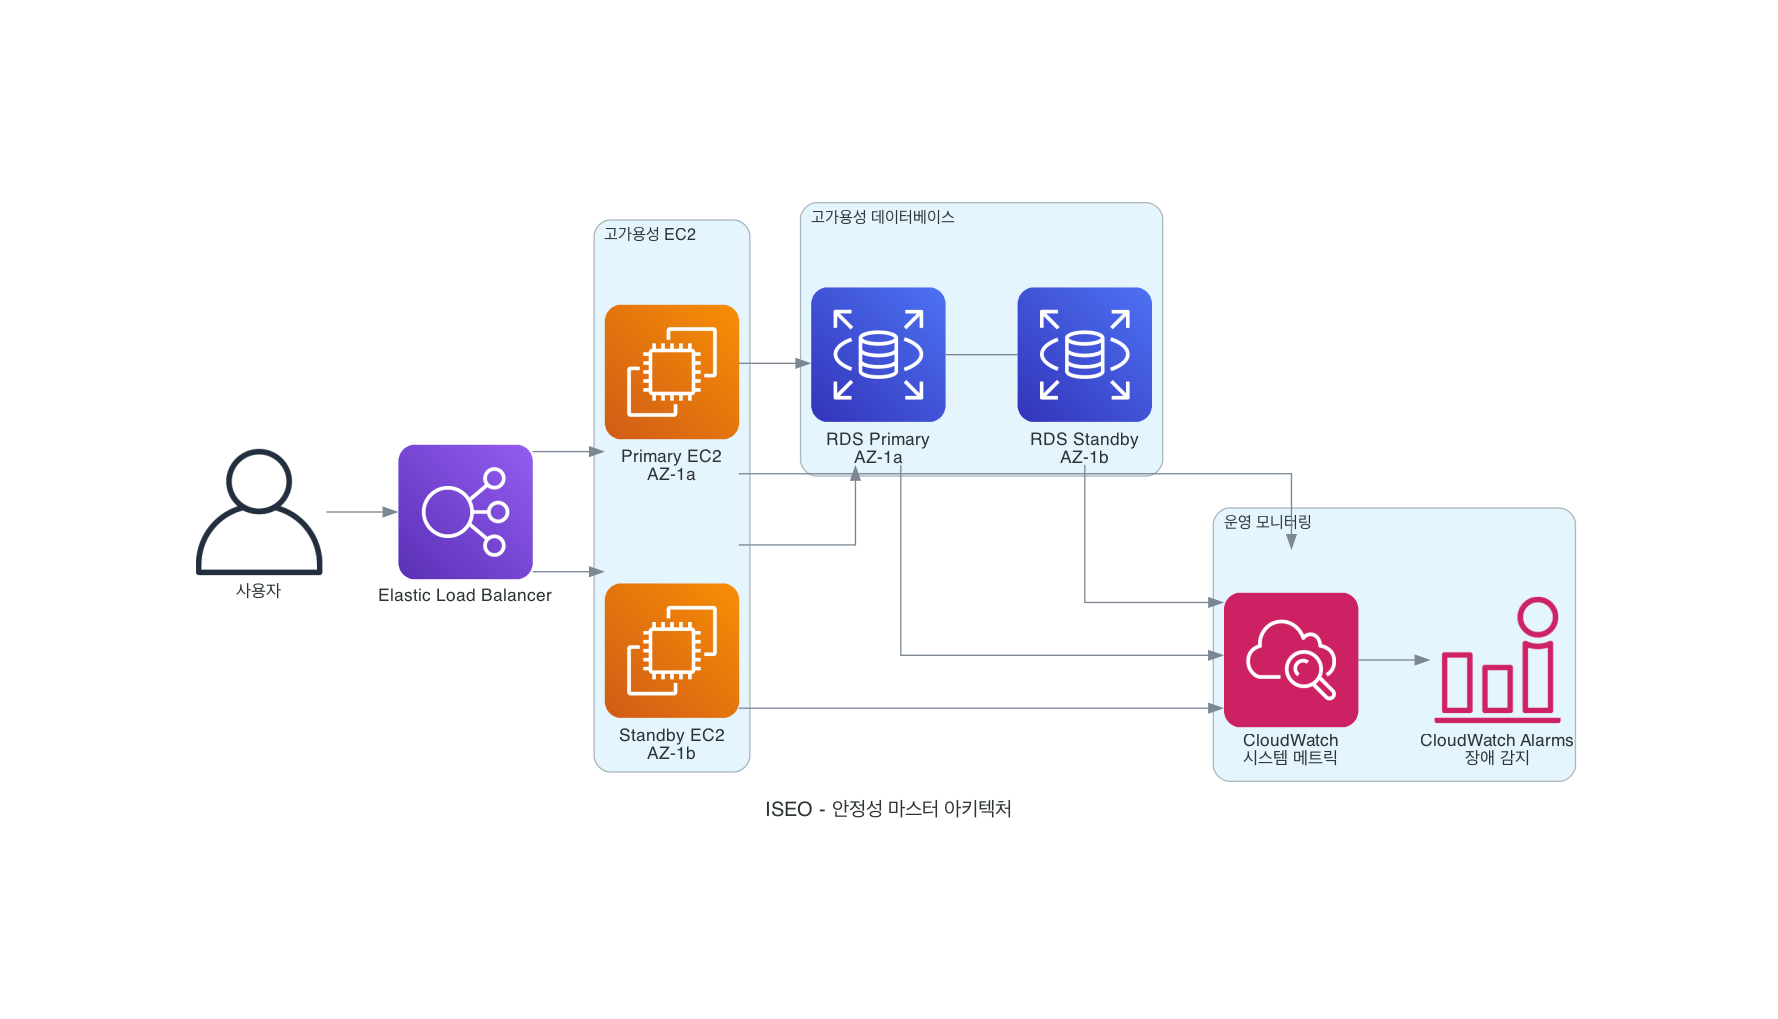 고가용성 데이터베이스
고가용성 EC2
RDS Primary
AZ-1a
RDS Standby
AZ-1b
Primary EC2
AZ-1a
운영 모니터링
사용자
Elastic Load Balancer
Standby EC2
AZ-1b
CloudWatch
시스템 메트릭
CloudWatch Alarms
장애 감지
ISEO - 안정성 마스터 아키텍처